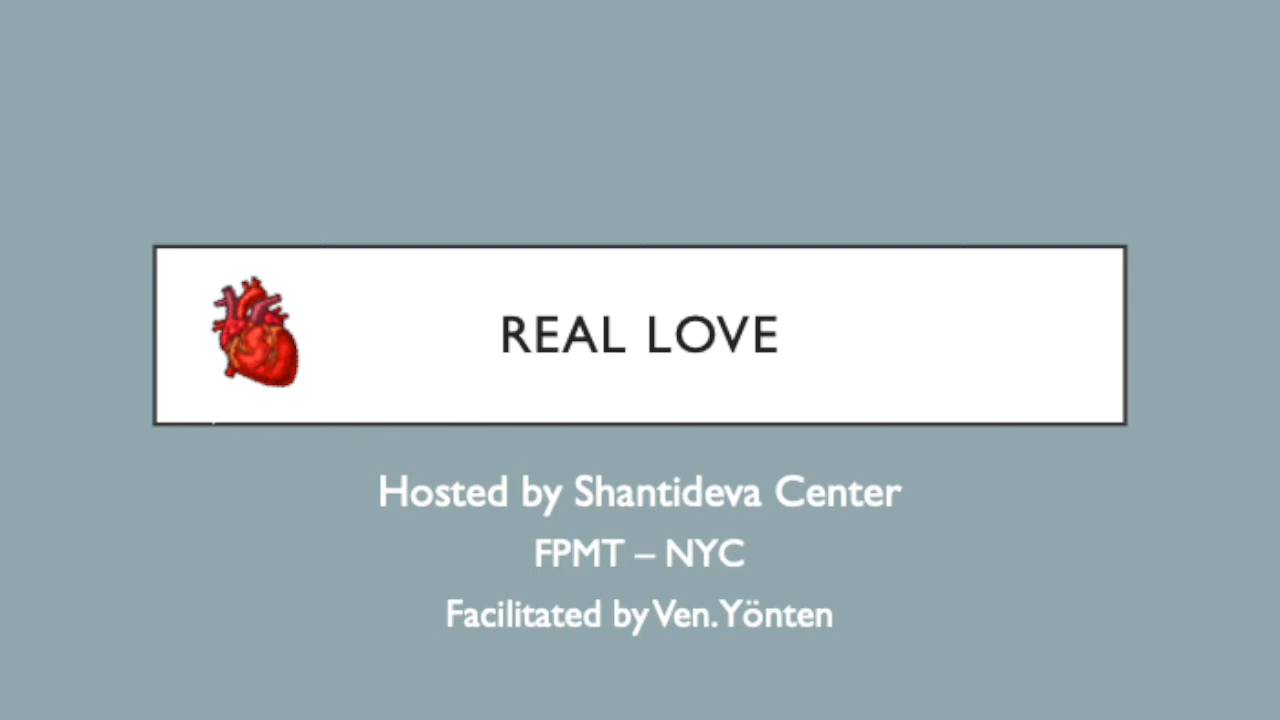 REAL LOVE
Hosted by Shantideva Center
FPMT – NYC
Facilitated by Ven. Yönten